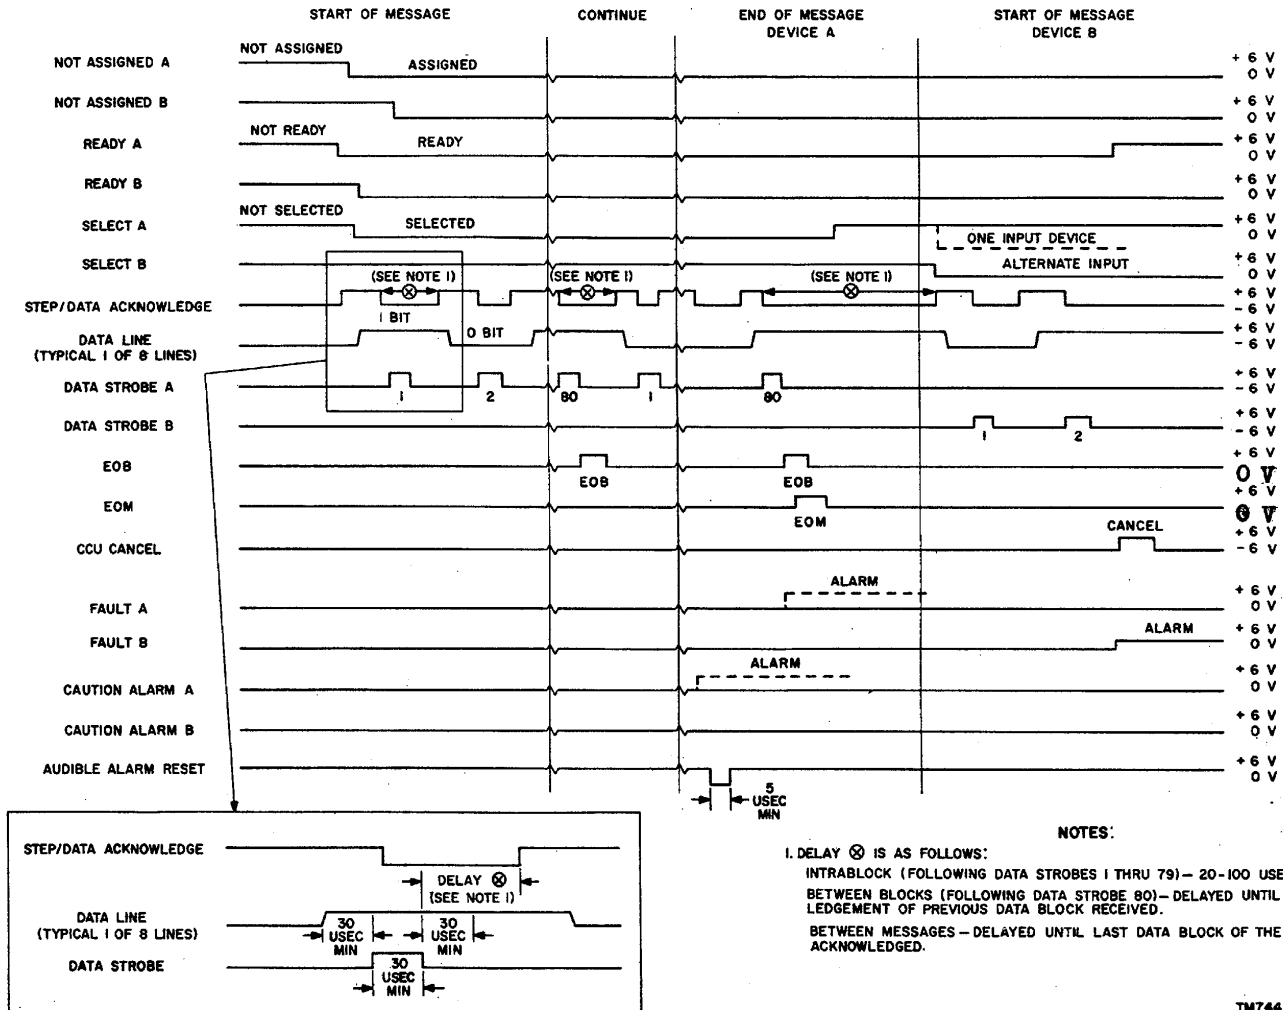 START OF MESSAGE
CONTINUE
END OF MESSAGE
DEVICE A
START OF MESSAGE
DEVICE B
NOT ASSIGNED
NOT ASSIGNED A
ASSIGNED
+ 6 V
0 V
NOT ASSIGNED B
+ 6 V
0 V
NOT READY
READY A
READY
+ 6 V
0 V
READY B
+ 6 V
0 V
NOT SELECTED
SELECT A
SELECTED
ONE INPUT DEVICE
+ 6 V
0 V
SELECT B
ALTERNATE INPUT
+ 6 V
0 V
(SEE NOTE 1)
(SEE NOTE 1)
(SEE NOTE 1)
STEP/DATA ACKNOWLEDGE
+ 6 V
- 6 V
1 BIT
0 BIT
DATA LINE
(TYPICAL 1 OF 8 LINES)
+ 6 V
- 6 V
DATA STROBE A
1
2
80
1
80
+ 6 V
- 6 V
DATA STROBE B
1
2
+ 6 V
- 6 V
EOB
EOB
EOB
+ 6 V
0 V
EOM
EOM
+ 6 V
0 V
CCU CANCEL
CANCEL
+ 6 V
- 6 V
FAULT A
ALARM
+ 6 V
0 V
FAULT B
ALARM
+ 6 V
0 V
CAUTION ALARM A
ALARM
+ 6 V
0 V
CAUTION ALARM B
+ 6 V
0 V
AUDIBLE ALARM RESET
+ 6 V
0 V
5
USEC
MIN
STEP/DATA ACKNOWLEDGE
DELAY ⊗
(SEE NOTE 1)
DATA LINE
(TYPICAL 1 OF 8 LINES)
30
USEC
MIN
30
USEC
MIN
DATA STROBE
30
USEC
MIN
NOTES:
1. DELAY ⊗ IS AS FOLLOWS:
INTRABLOCK (FOLLOWING DATA STROBES 1 THRU 79) – 20-100 USE
BETWEEN BLOCKS (FOLLOWING DATA STROBE 80) – DELAYED UNTIL
LEDGEMENT OF PREVIOUS DATA BLOCK RECEIVED.
BETWEEN MESSAGES – DELAYED UNTIL LAST DATA BLOCK OF THE
ACKNOWLEDGED.
TM744